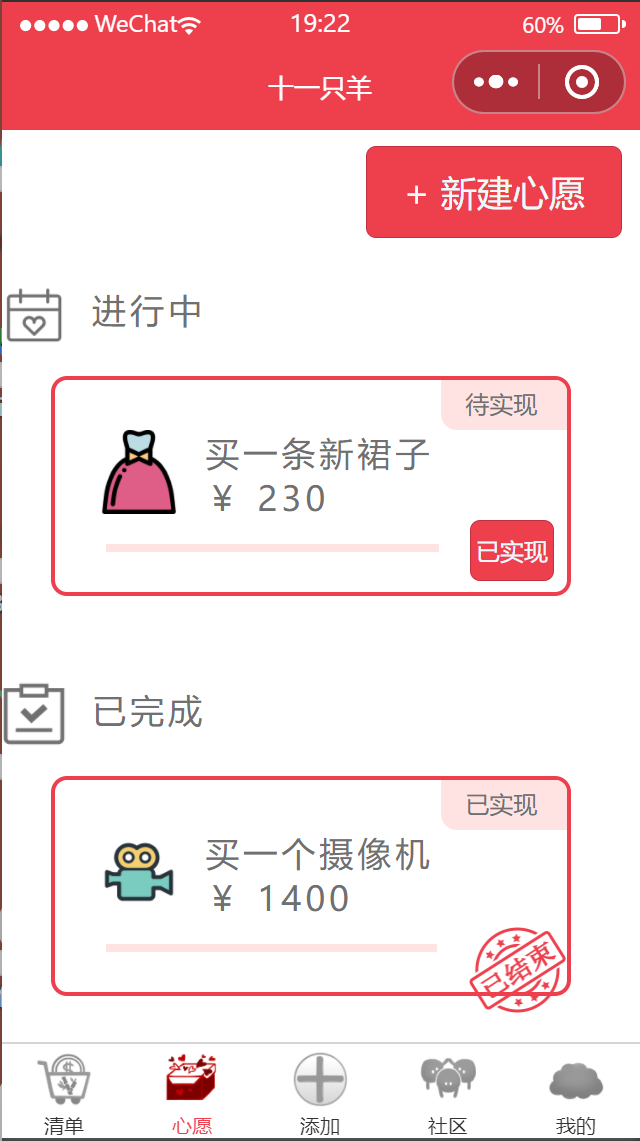 WeChat 19:22 60%
十一只羊
+ 新建心愿
进行中
待实现
买一条新裙子
¥ 230
已实现
已完成
已实现
买一个摄像机
¥ 1400
已结束
清单 心愿 添加 社区 我的